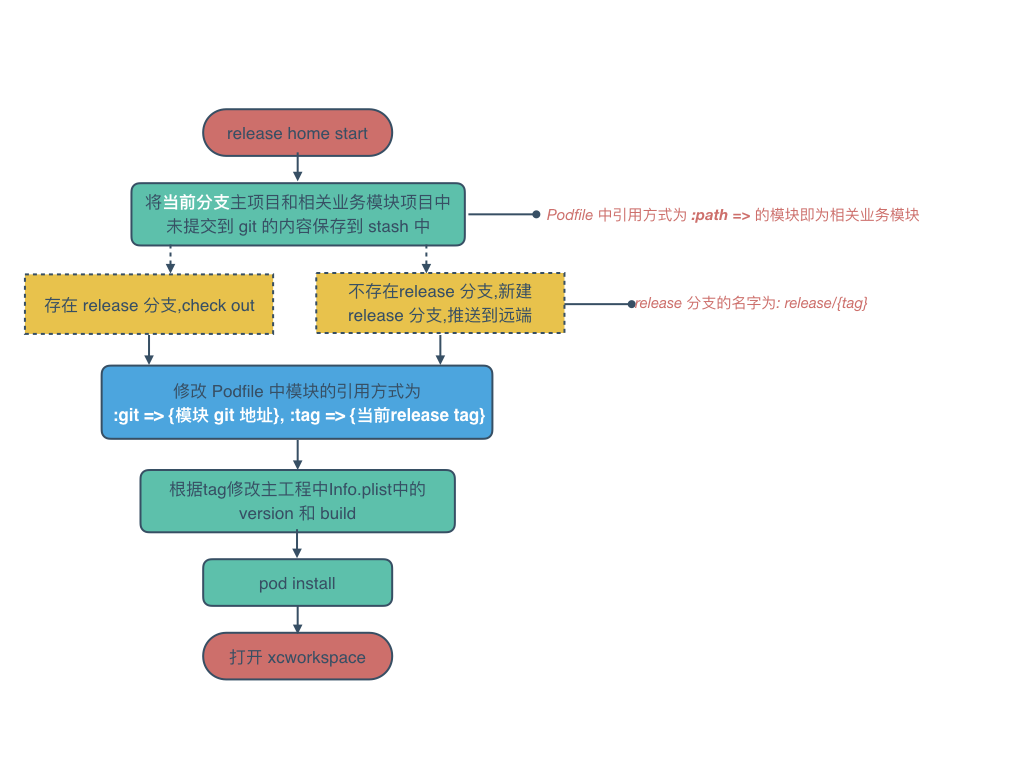 release home start
将当前分支主项目和相关业务模块项目中
未提交到 git 的内容保存到 stash 中
Podfile 中引用方式为 :path => 的模块即为相关业务模块
存在 release 分支,check out
不存在release 分支,新建
release 分支,推送到远端
release 分支的名字为: release/{tag}
修改 Podfile 中模块的引用方式为
:git => {模块 git 地址}, :tag => {当前release tag}
根据tag修改主工程中Info.plist中的
version 和 build
pod install
打开 xcworkspace